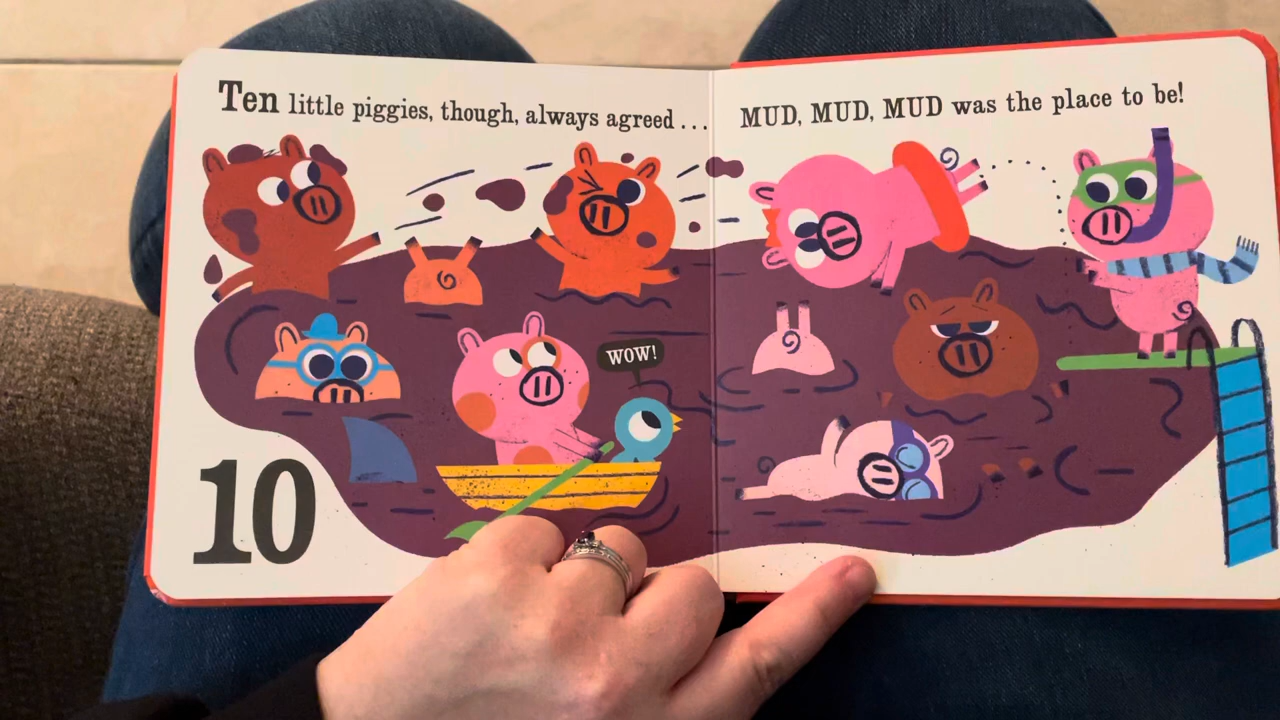 Ten little piggies, though, always agreed...
MUD, MUD, MUD was the place to be!
WOW!
10